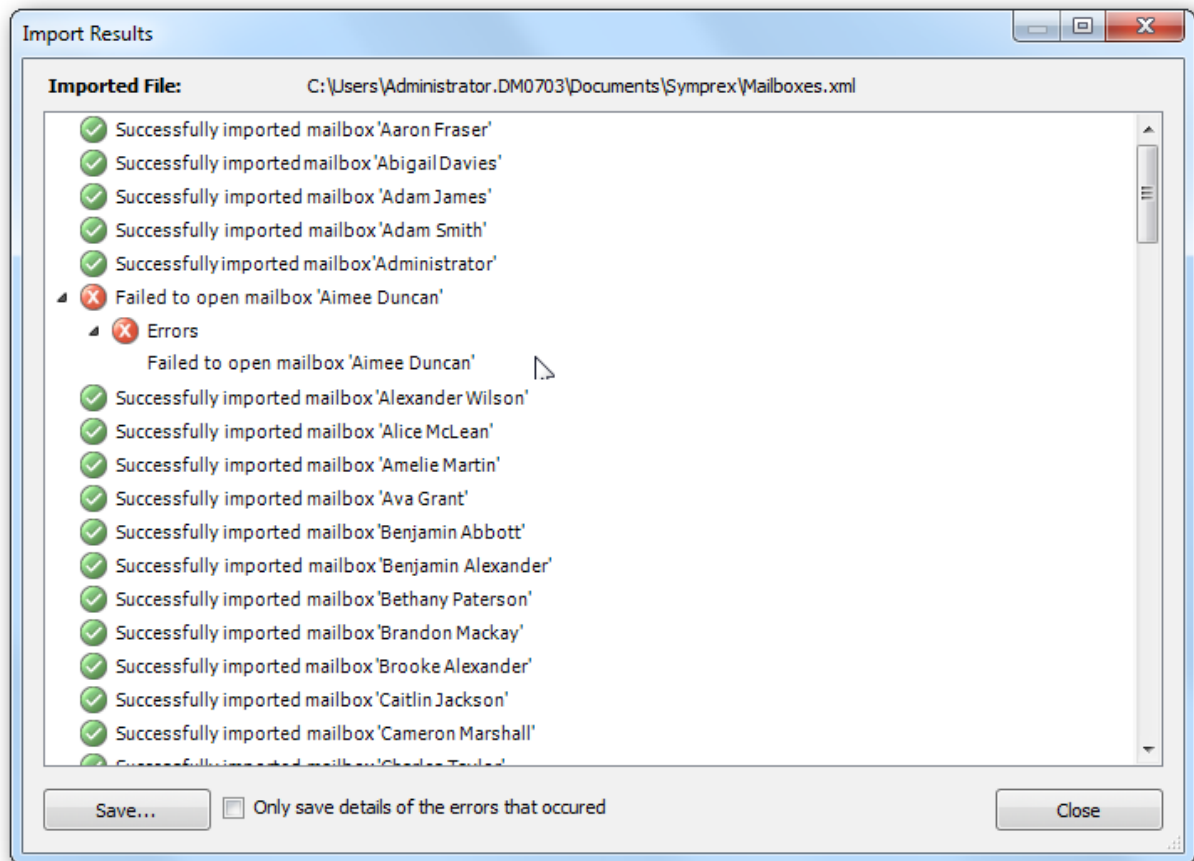 Import Results
Imported File: C:\Users\Administrator.DM0703\Documents\Symprex\Mailboxes.xml
Successfully imported mailbox 'Aaron Fraser'
Successfully imported mailbox 'Abigail Davies'
Successfully imported mailbox 'Adam James'
Successfully imported mailbox 'Adam Smith'
Successfully imported mailbox 'Administrator'
Failed to open mailbox 'Aimee Duncan'
Errors
Failed to open mailbox 'Aimee Duncan'
Successfully imported mailbox 'Alexander Wilson'
Successfully imported mailbox 'Alice McLean'
Successfully imported mailbox 'Amelie Martin'
Successfully imported mailbox 'Ava Grant'
Successfully imported mailbox 'Benjamin Abbott'
Successfully imported mailbox 'Benjamin Alexander'
Successfully imported mailbox 'Bethany Paterson'
Successfully imported mailbox 'Brandon Mackay'
Successfully imported mailbox 'Brooke Alexander'
Successfully imported mailbox 'Caitlin Jackson'
Successfully imported mailbox 'Cameron Marshall'
Successfully imported mailbox 'Charles Taylor'
Save... Only save details of the errors that occured Close